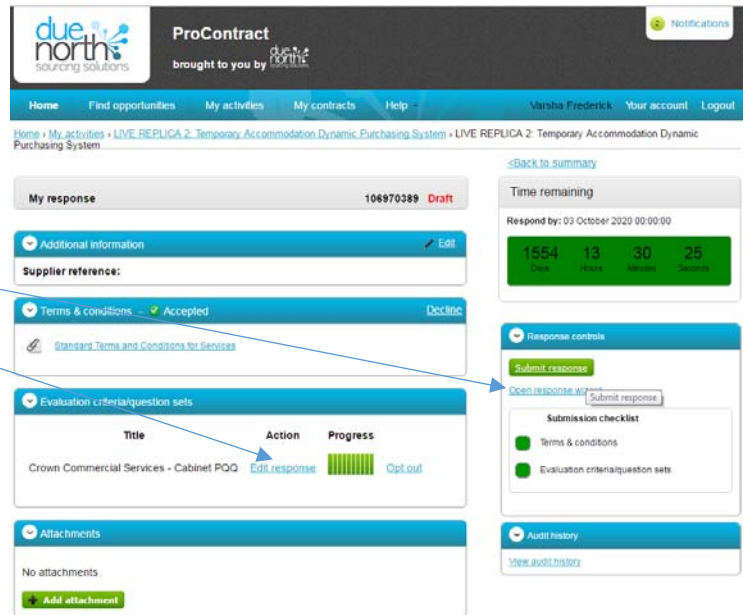 due north
sourcing solutions
ProContract
brought to you by due north
2 Notifications
Home Find opportunities My activities My contracts Help Varsha Frederick Your account Logout
Home › My activities › LIVE REPLICA 2: Temporary Accommodation Dynamic Purchasing System › LIVE REPLICA 2: Temporary Accommodation Dynamic
Purchasing System
<Back to summary
My response 106970389 Draft
Additional information Edit
Supplier reference:
Terms & conditions - Accepted Decline
Standard Terms and Conditions for Services
Evaluation criteria/question sets
Title Action Progress
Crown Commercial Services - Cabinet PQQ Edit response Opt out
Attachments
No attachments
Add attachment
Time remaining
Respond by: 03 October 2020 00:00:00
1554 13 30 25
Days Hours Minutes Seconds
Response controls
Submit response
Open response wizard
Submit response
Submission checklist
Terms & conditions
Evaluation criteria/question sets
Audit history
View audit history